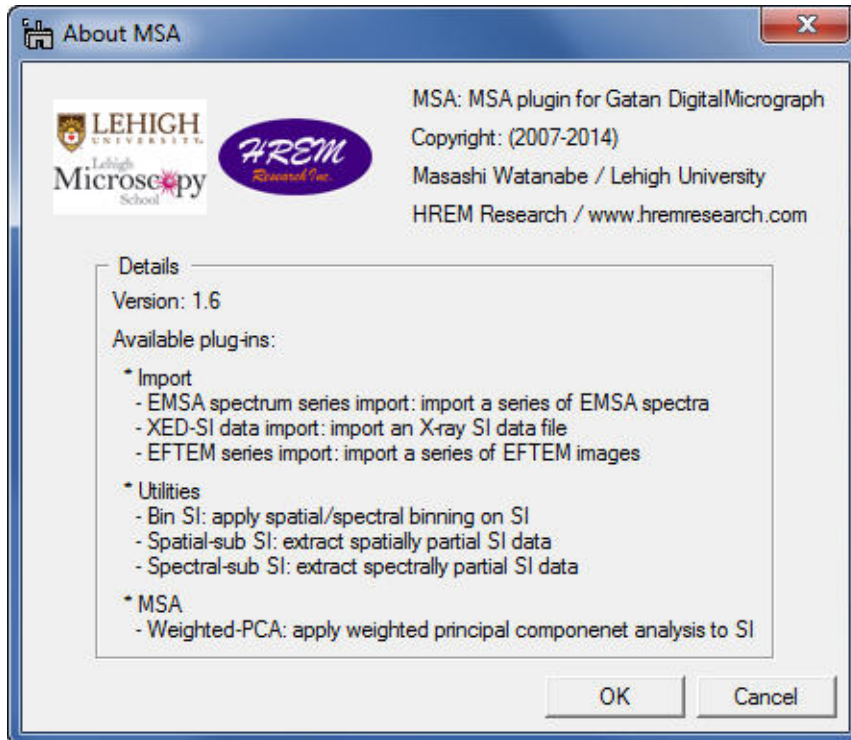 About MSA
LEHIGH
UNIVERSITY.
Lehigh
Microscopy
School
HREM
Research Inc.
MSA: MSA plugin for Gatan DigitalMicrograph
Copyright: (2007-2014)
Masashi Watanabe / Lehigh University
HREM Research / www.hremresearch.com
Details
Version: 1.6
Available plug-ins:
* Import
- EMSA spectrum series import: import a series of EMSA spectra
- XED-SI data import: import an X-ray SI data file
- EFTEM series import: import a series of EFTEM images
* Utilities
- Bin SI: apply spatial/spectral binning on SI
- Spatial-sub SI: extract spatially partial SI data
- Spectral-sub SI: extract spectrally partial SI data
* MSA
- Weighted-PCA: apply weighted principal componenet analysis to SI
OK
Cancel